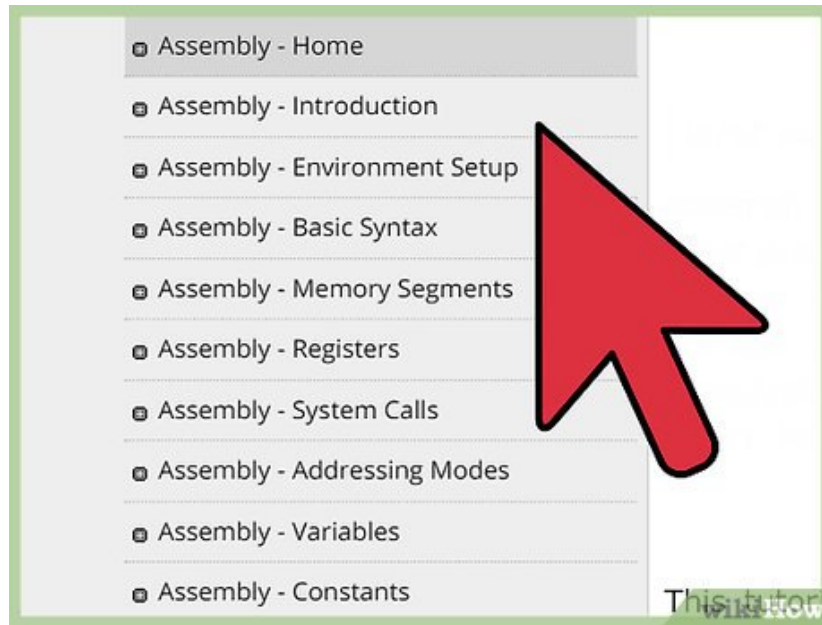 Assembly - Home
Assembly - Introduction
Assembly - Environment Setup
Assembly - Basic Syntax
Assembly - Memory Segments
Assembly - Registers
Assembly - System Calls
Assembly - Addressing Modes
Assembly - Variables
Assembly - Constants
This tutori
wikiHow